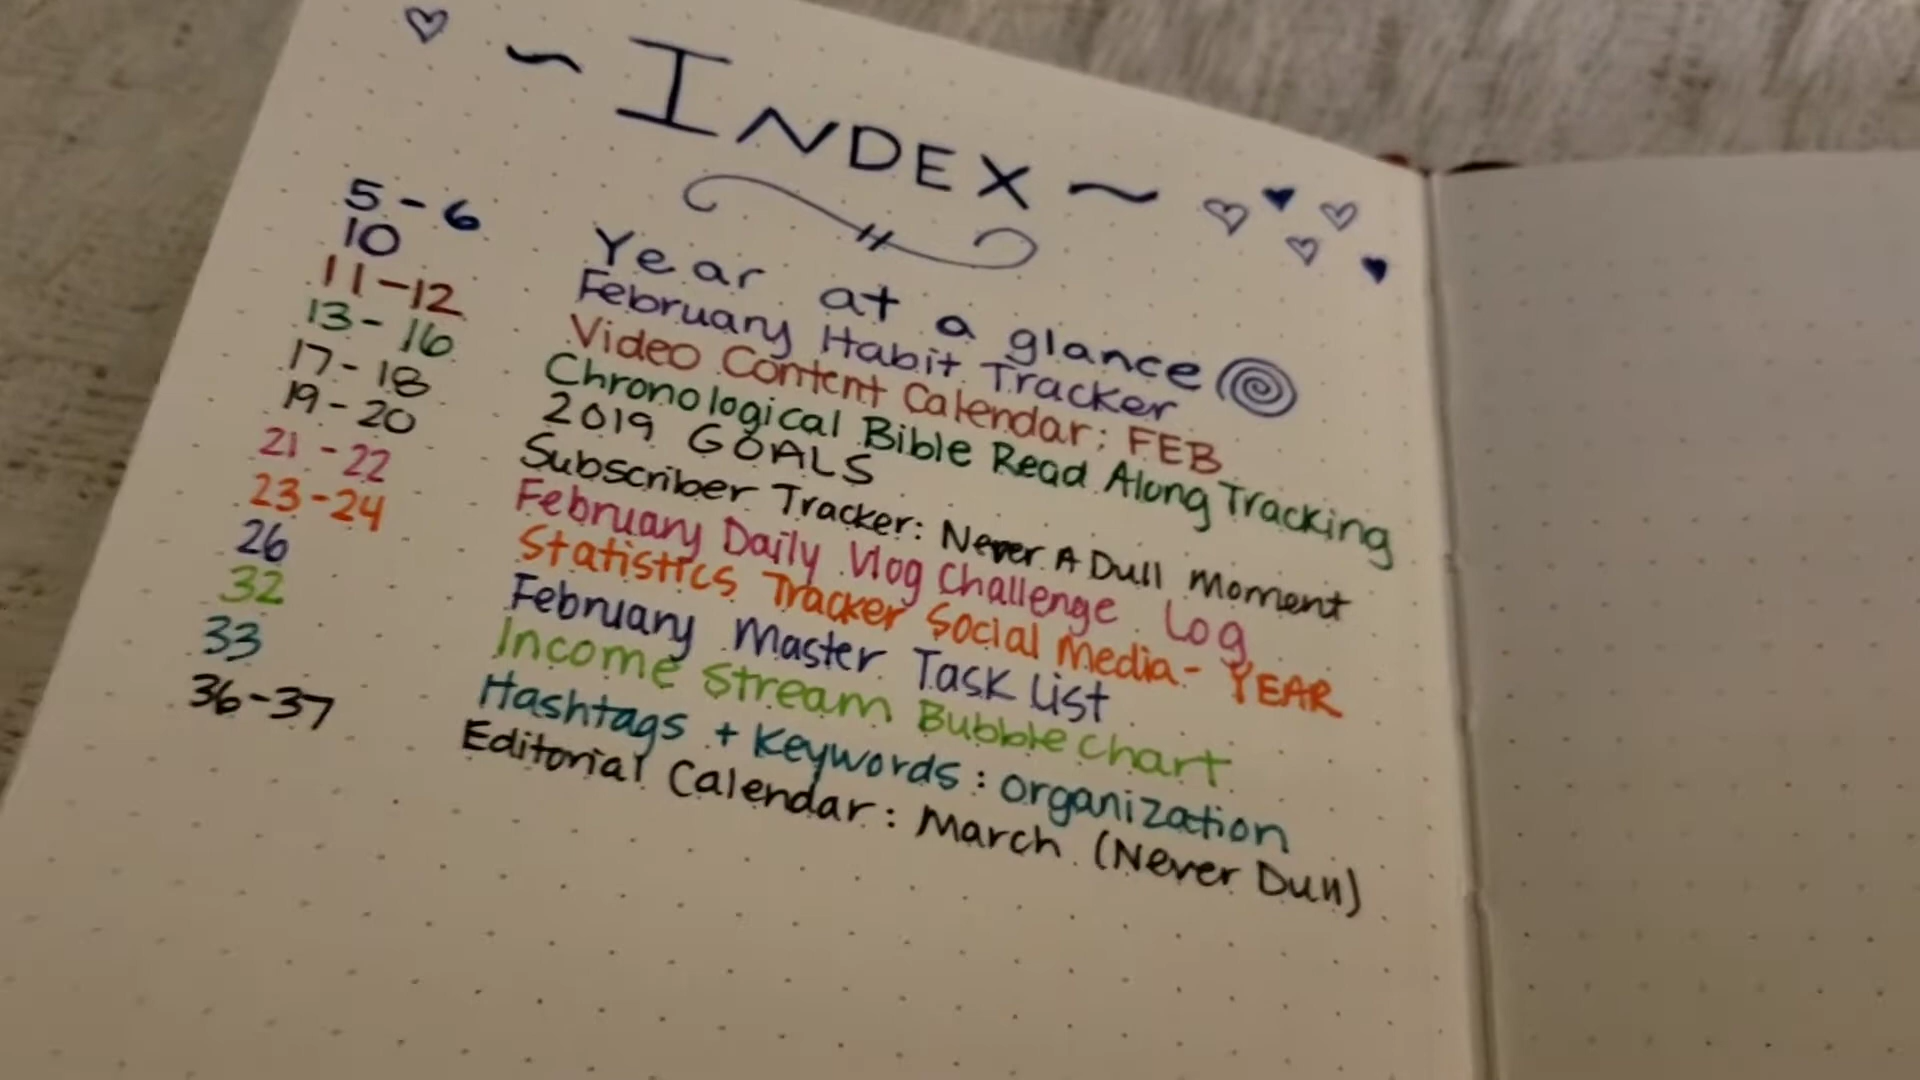 ~ INDEX ~
5-6 Year at a glance
10 February Habit Tracker
11-12 Video Content Calendar: FEB
13-16 Chronological Bible Read Along Tracking
17-18 2019 GOALS
19-20 Subscriber Tracker: Never A Dull Moment
21-22 February Daily Vlog Challenge Log
23-24 Statistics Tracker Social Media - YEAR
26 February Master Task List
32 Income Stream Bubble Chart
33 Hashtags + Keywords: organization
36-37 Editorial Calendar: March (Never Dull)